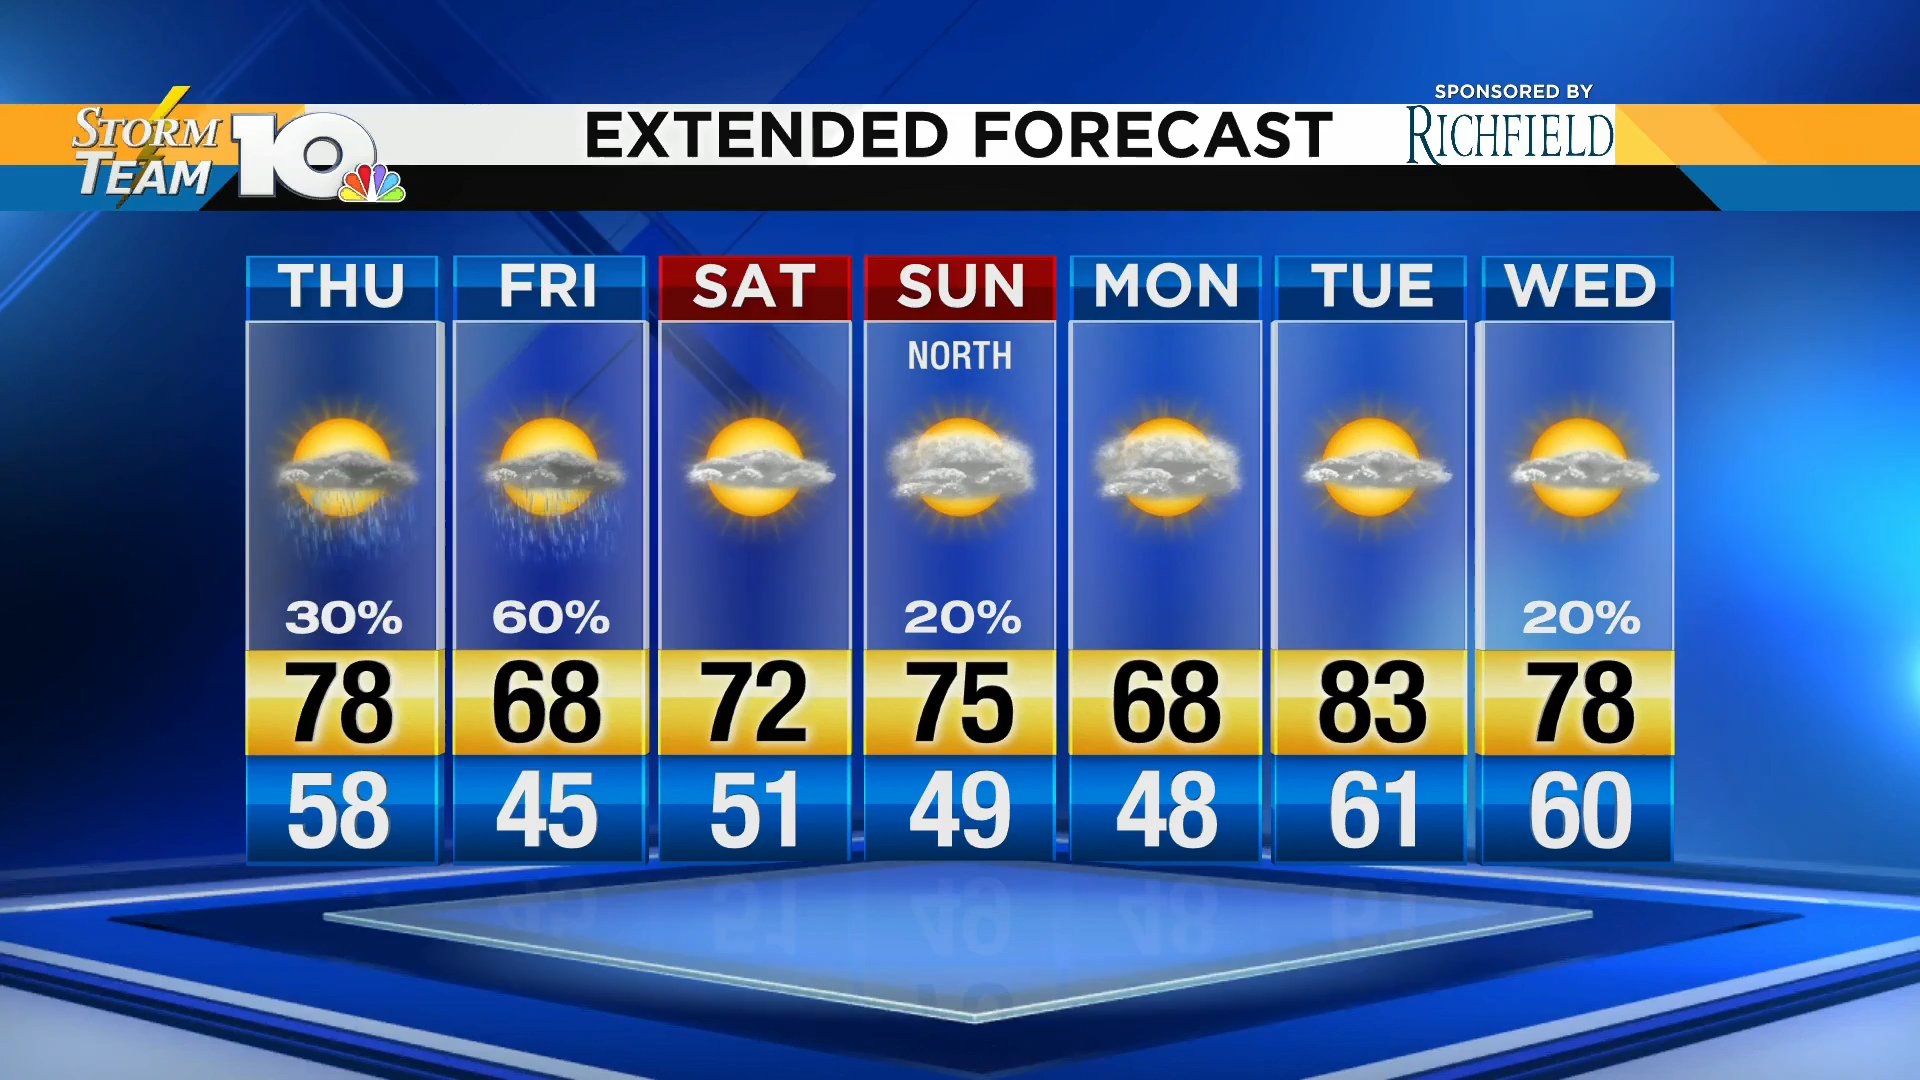 SPONSORED BY
STORM TEAM 10
EXTENDED FORECAST
RICHFIELD
THU FRI SAT SUN MON TUE WED
NORTH
30% 60% 20% 20%
78 68 72 75 68 83 78
58 45 51 49 48 61 60